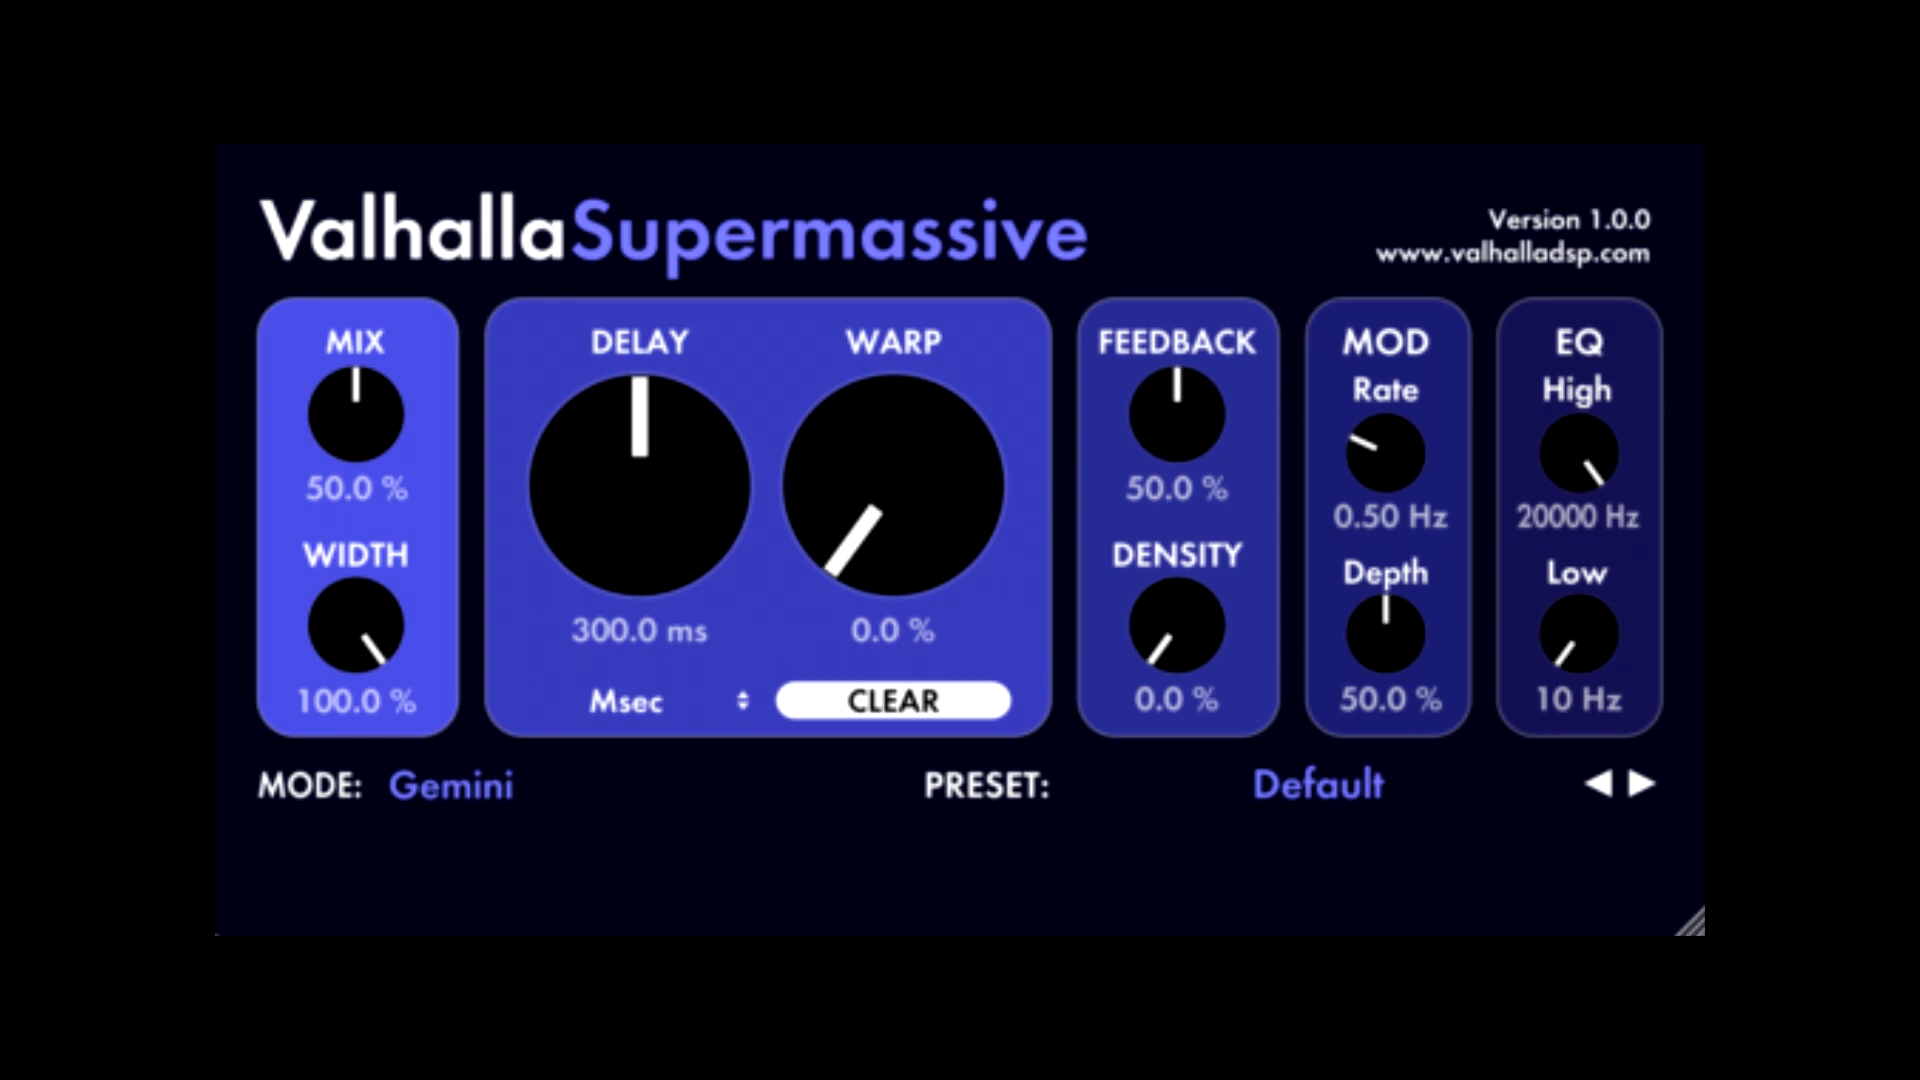 ValhallaSupermassive
Version 1.0.0
www.valhalladsp.com
MIX
50.0 %
WIDTH
100.0 %
DELAY
300.0 ms
Msec
WARP
0.0 %
CLEAR
FEEDBACK
50.0 %
DENSITY
0.0 %
MOD
Rate
0.50 Hz
Depth
50.0 %
EQ
High
20000 Hz
Low
10 Hz
MODE: Gemini
PRESET: Default